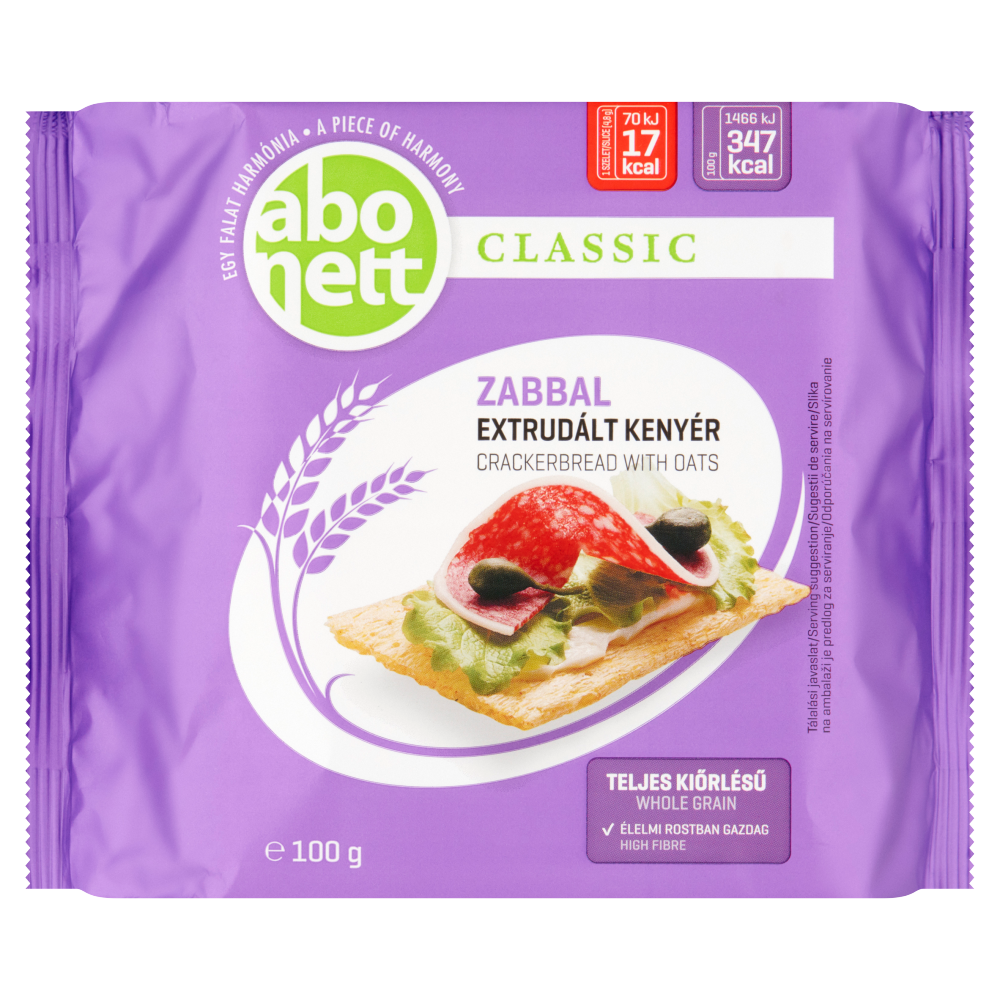 EGY FALAT HARMÓNIA • A PIECE OF HARMONY
abo
nett
CLASSIC
1 SZELET/SLICE (4,8 g)
70 kJ
17
kcal
100 g
1466 kJ
347
kcal
ZABBAL
EXTRUDÁLT KENYÉR
CRACKERBREAD WITH OATS
Tálalási javaslat/Serving suggestion/Sugestii de servire/Slika
na ambalaži je predlog za serviranje/Odporúčania na servírovanie
TELJES KIŐRLÉSŰ
WHOLE GRAIN
✓ ÉLELMI ROSTBAN GAZDAG
HIGH FIBRE
℮ 100 g